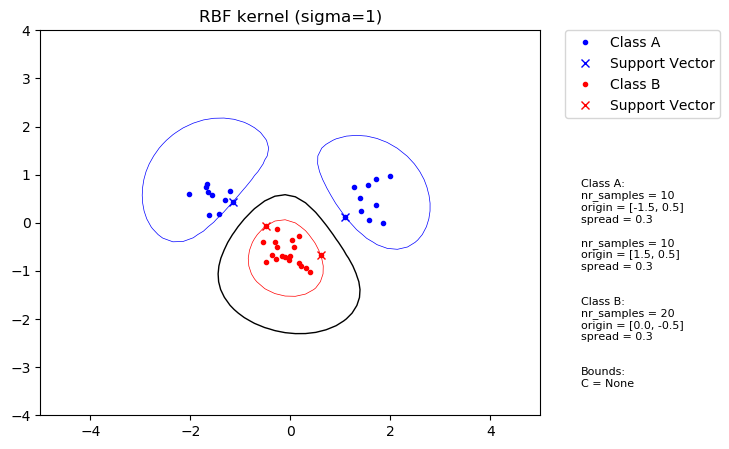 RBF kernel (sigma=1)
4
3
2
1
0
−1
−2
−3
−4
−4
−2
0
2
4
Class A
Support Vector
Class B
Support Vector
Class A:
nr_samples = 10
origin = [-1.5, 0.5]
spread = 0.3
nr_samples = 10
origin = [1.5, 0.5]
spread = 0.3
Class B:
nr_samples = 20
origin = [0.0, -0.5]
spread = 0.3
Bounds:
C = None